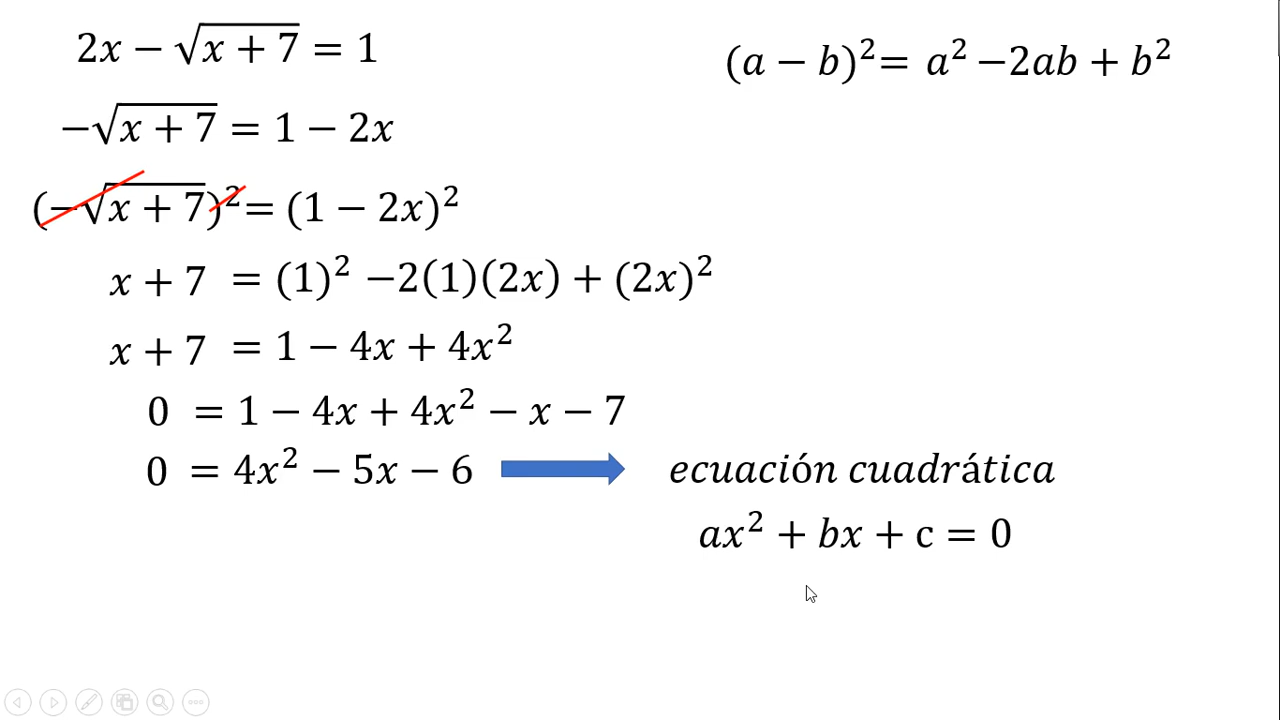 2x − √(x + 7) = 1
(a − b)² = a² − 2ab + b²
−√(x + 7) = 1 − 2x
(−√(x + 7))² = (1 − 2x)²
x + 7 = (1)² − 2(1)(2x) + (2x)²
x + 7 = 1 − 4x + 4x²
0 = 1 − 4x + 4x² − x − 7
0 = 4x² − 5x − 6
ecuación cuadrática
ax² + bx + c = 0